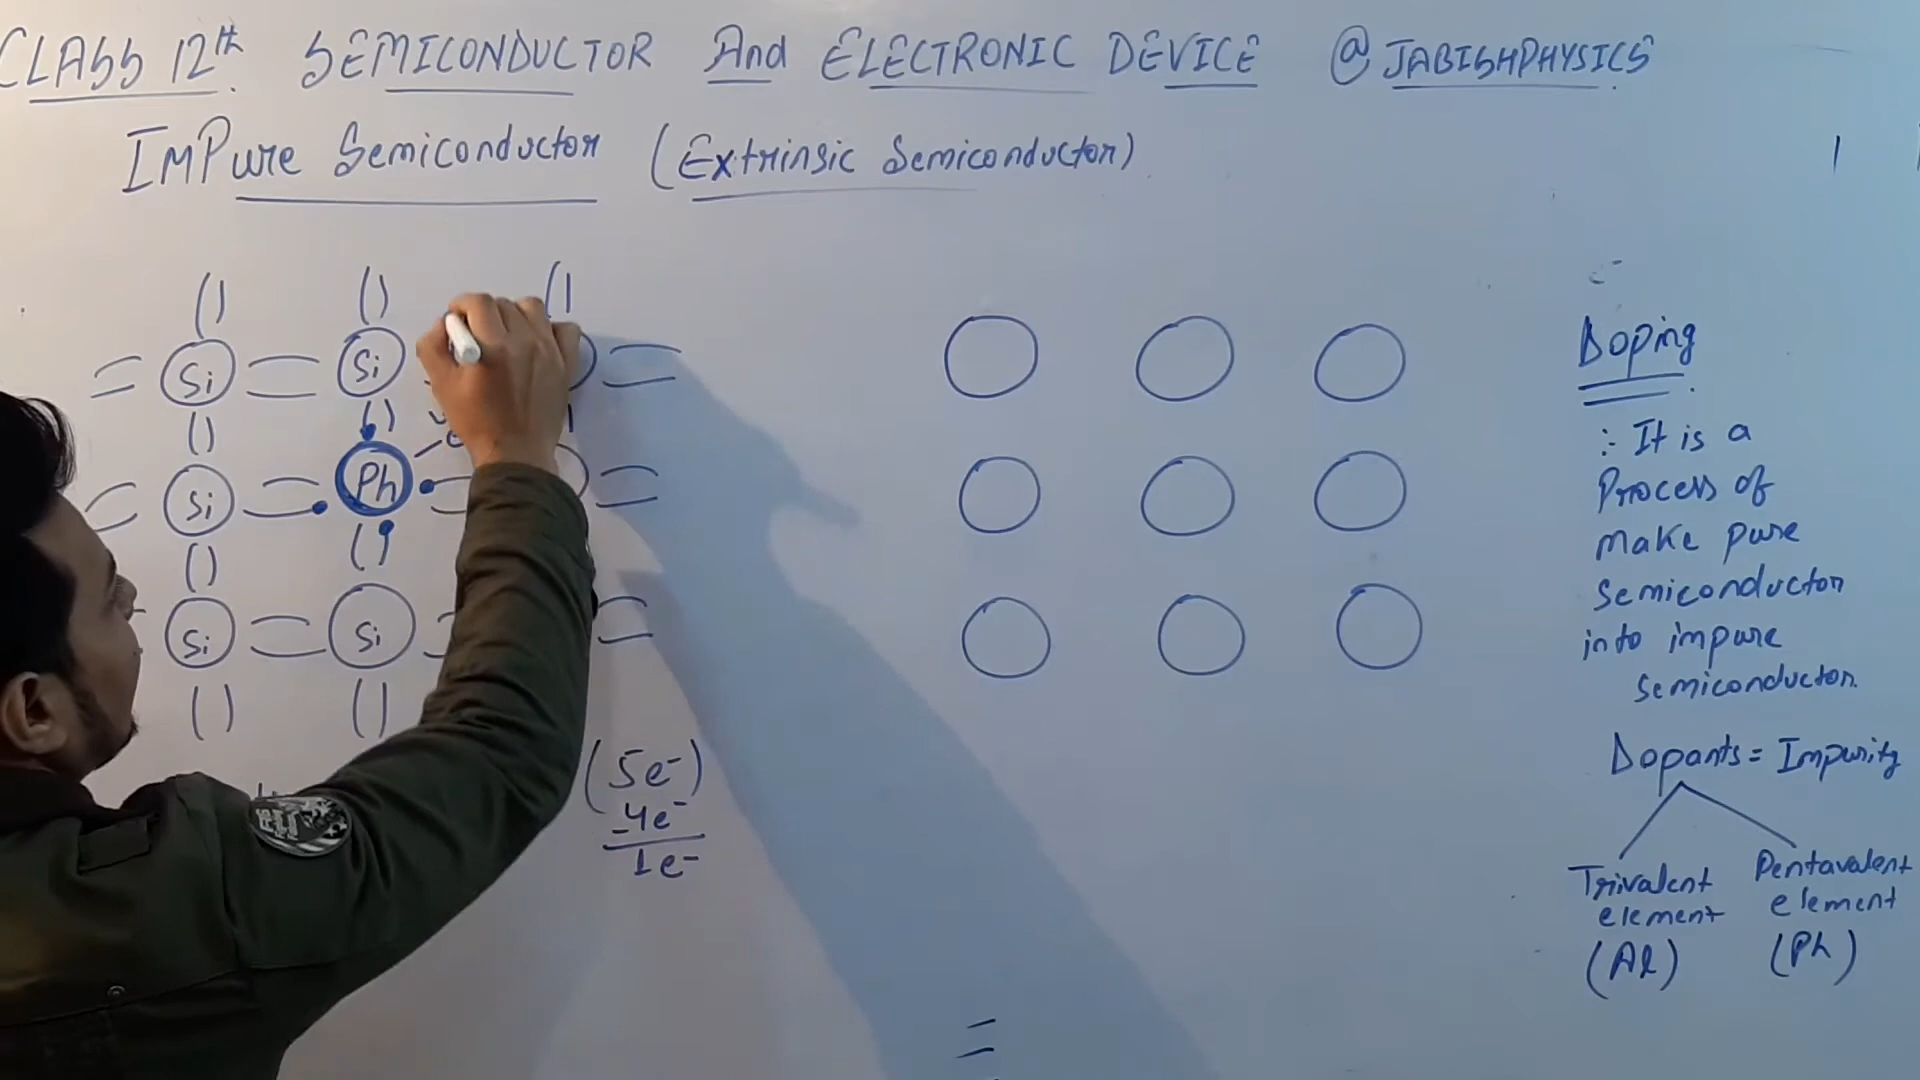 CLASS 12th SEMICONDUCTOR And ELECTRONIC DEVICE @JABISHPHYSICS
ImPure Semiconductor (Extrinsic Semiconductor)
Si Si
Si Ph
Si Si
(5e-)
-4e-
1e-
Doping
: It is a
Process of
make pure
semiconductor
into impure
semiconductor.
Dopants = Impurity
Trivalent element
(Al)
Pentavalent element
(Ph)